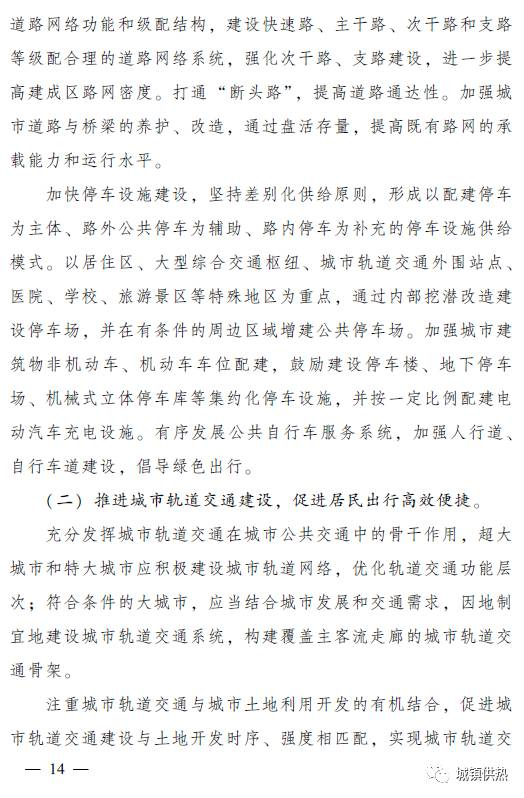 道路网络功能和级配结构，建设快速路、主干路、次干路和支路
等级配合理的道路网络系统，强化次干路、支路建设，进一步提
高建成区路网密度。打通“断头路”，提高道路通达性。加强城
市道路与桥梁的养护、改造，通过盘活存量，提高既有路网的承
载能力和运行水平。
加快停车设施建设，坚持差别化供给原则，形成以配建停车
为主体、路外公共停车为辅助、路内停车为补充的停车设施供给
模式。以居住区、大型综合交通枢纽、城市轨道交通外围站点、
医院、学校、旅游景区等特殊地区为重点，通过内部挖潜改造建
设停车场，并在有条件的周边区域增建公共停车场。加强城市建
筑物非机动车、机动车车位配建，鼓励建设停车楼、地下停车
场、机械式立体停车库等集约化停车设施，并按一定比例配建电
动汽车充电设施。有序发展公共自行车服务系统，加强人行道、
自行车道建设，倡导绿色出行。
（二）推进城市轨道交通建设，促进居民出行高效便捷。
充分发挥城市轨道交通在城市公共交通中的骨干作用，超大
城市和特大城市应积极建设城市轨道网络，优化轨道交通功能层
次；符合条件的大城市，应当结合城市发展和交通需求，因地制
宜地建设城市轨道交通系统，构建覆盖主客流走廊的城市轨道交
通骨架。
注重城市轨道交通与城市土地利用开发的有机结合，促进城
市轨道交通建设与土地开发时序、强度相匹配，实现城市轨道交
— 14 —
城镇供热